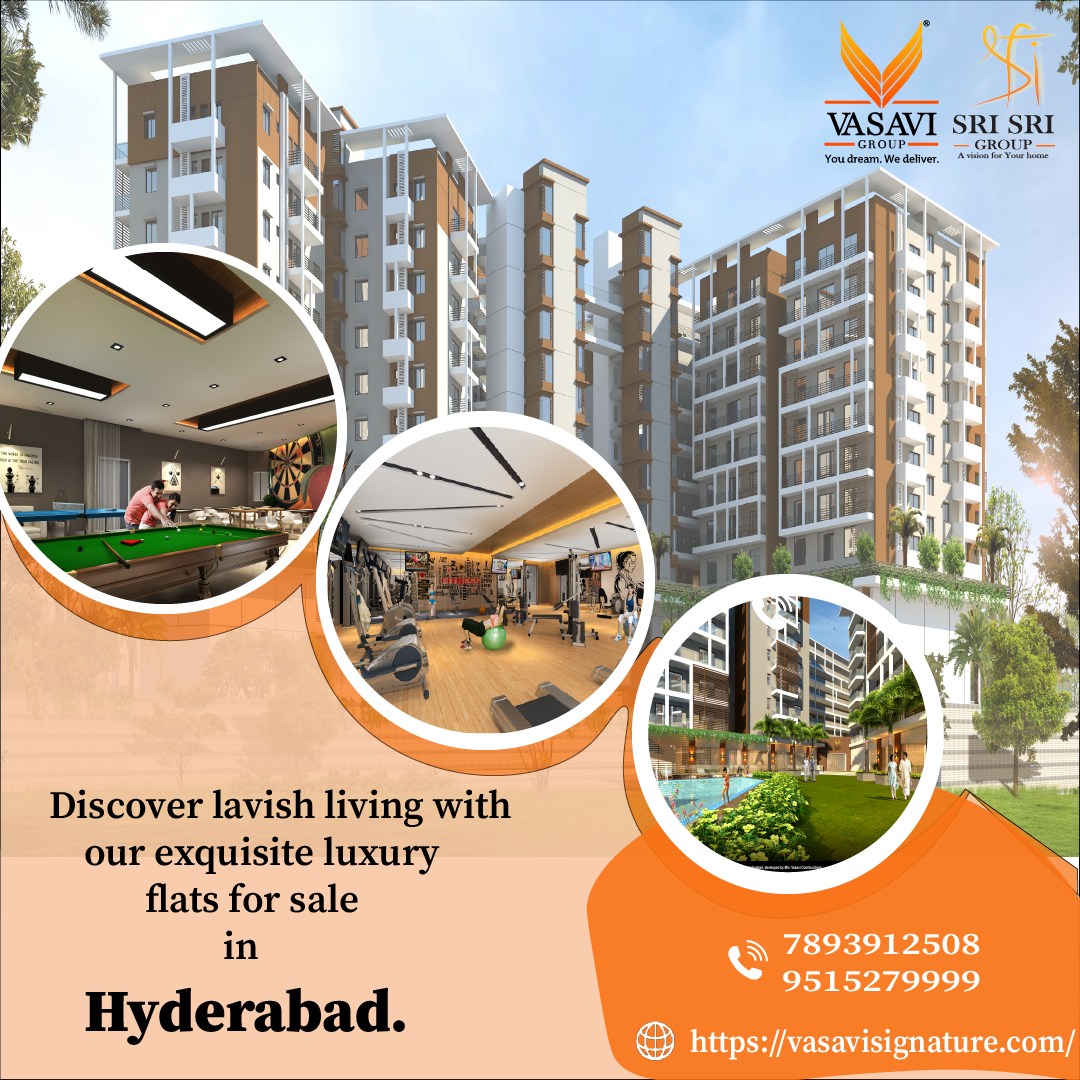 VASAVI
GROUP
You dream. We deliver.
SRI SRI
GROUP
A vision for Your home
FITNESS
Discover lavish living with
our exquisite luxury
flats for sale
in
Hyderabad.
7893912508
9515279999
https://vasavisignature.com/